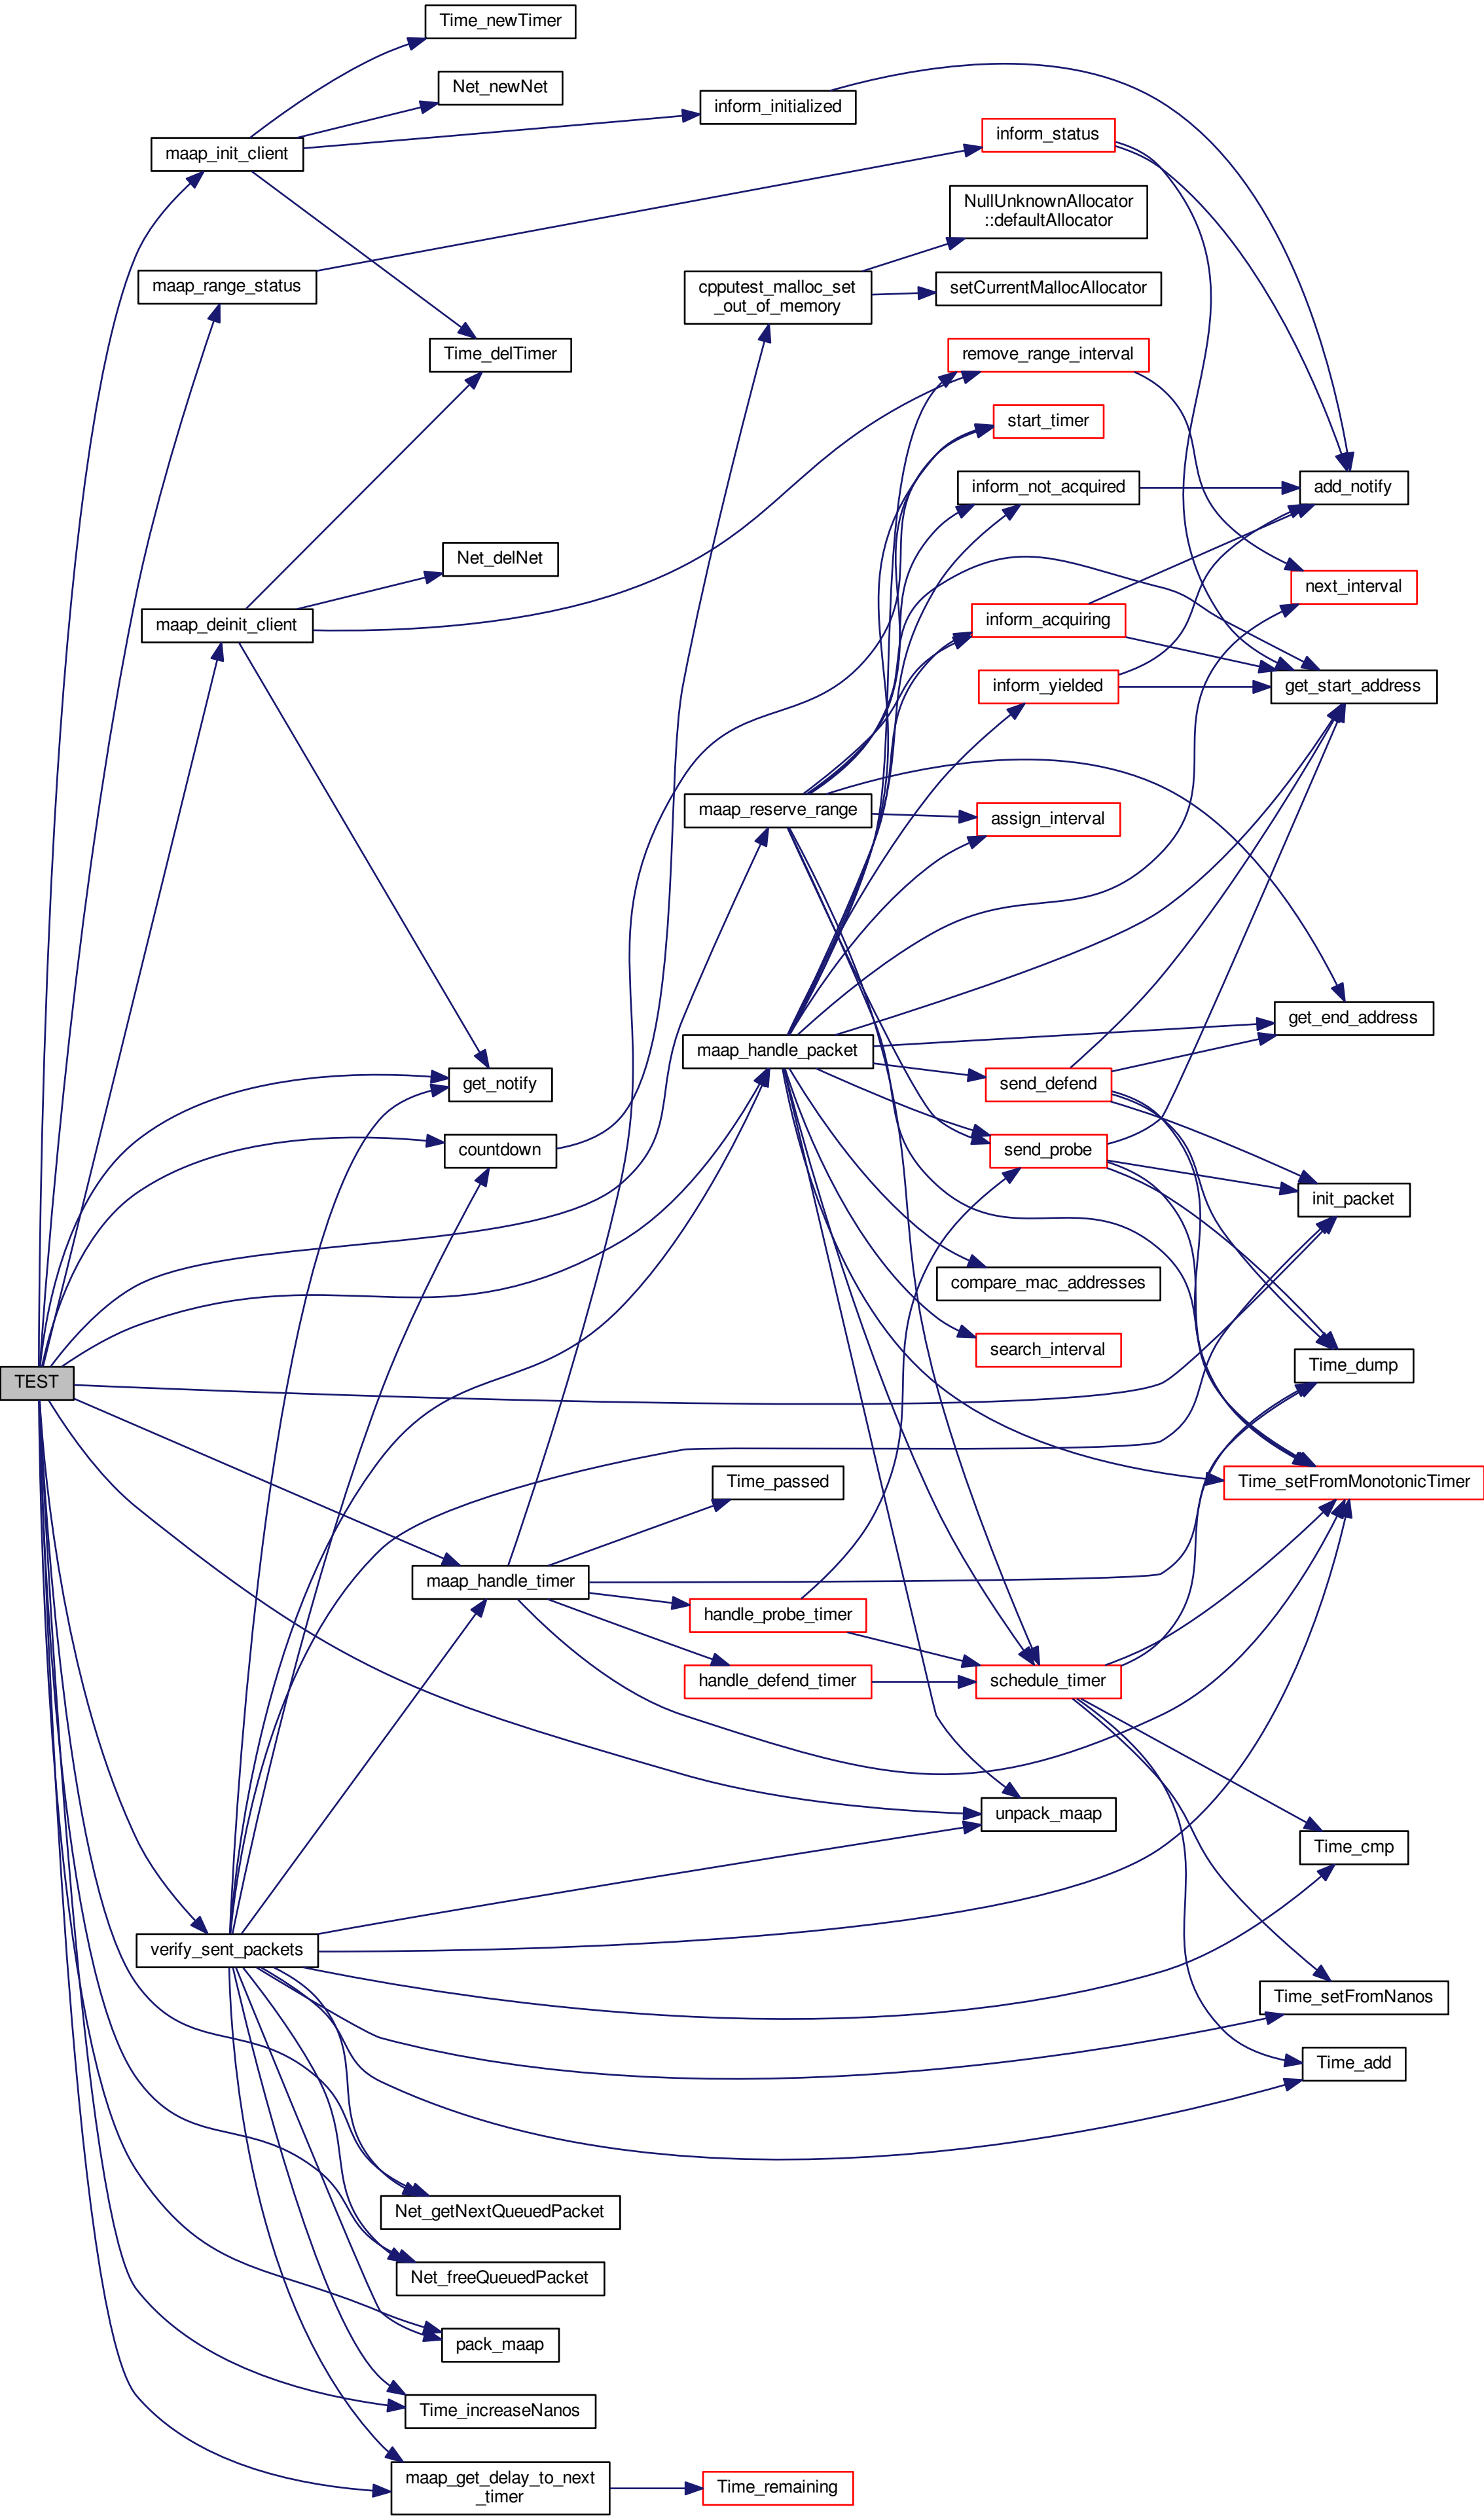 Time_newTimer
Net_newNet
inform_initialized
inform_status
maap_init_client
NullUnknownAllocator
::defaultAllocator
maap_range_status
cpputest_malloc_set
_out_of_memory
setCurrentMallocAllocator
Time_delTimer
remove_range_interval
start_timer
inform_not_acquired
add_notify
Net_delNet
next_interval
maap_deinit_client
inform_acquiring
inform_yielded
get_start_address
maap_reserve_range
assign_interval
get_end_address
maap_handle_packet
get_notify
send_defend
countdown
send_probe
init_packet
compare_mac_addresses
search_interval
Time_dump
TEST
Time_passed
Time_setFromMonotonicTimer
maap_handle_timer
handle_probe_timer
handle_defend_timer
schedule_timer
unpack_maap
Time_cmp
verify_sent_packets
Time_setFromNanos
Time_add
Net_getNextQueuedPacket
Net_freeQueuedPacket
pack_maap
Time_increaseNanos
maap_get_delay_to_next
_timer
Time_remaining